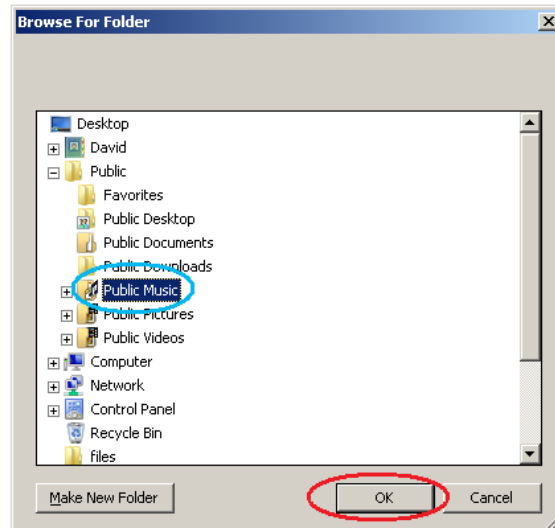 Browse For Folder
Desktop
David
Public
Favorites
Public Desktop
Public Documents
Public Downloads
Public Music
Public Pictures
Public Videos
Computer
Network
Control Panel
Recycle Bin
files
Make New Folder
OK
Cancel